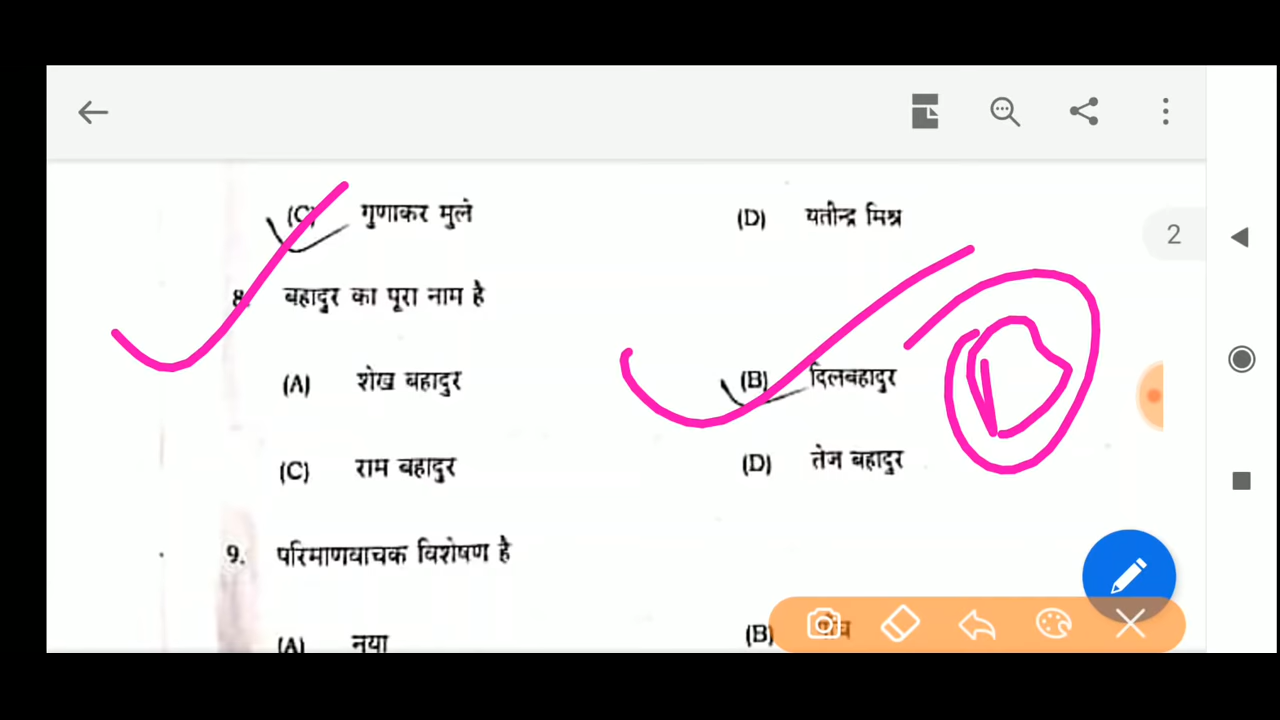 (C) गुणाकर मुले (D) यतीन्द्र मिश्र
2
8. बहादुर का पूरा नाम है
(A) शेख बहादुर (B) दिलबहादुर
(C) राम बहादुर (D) तेज बहादुर
9. परिमाणवाचक विशेषण है
(A) नया (B)